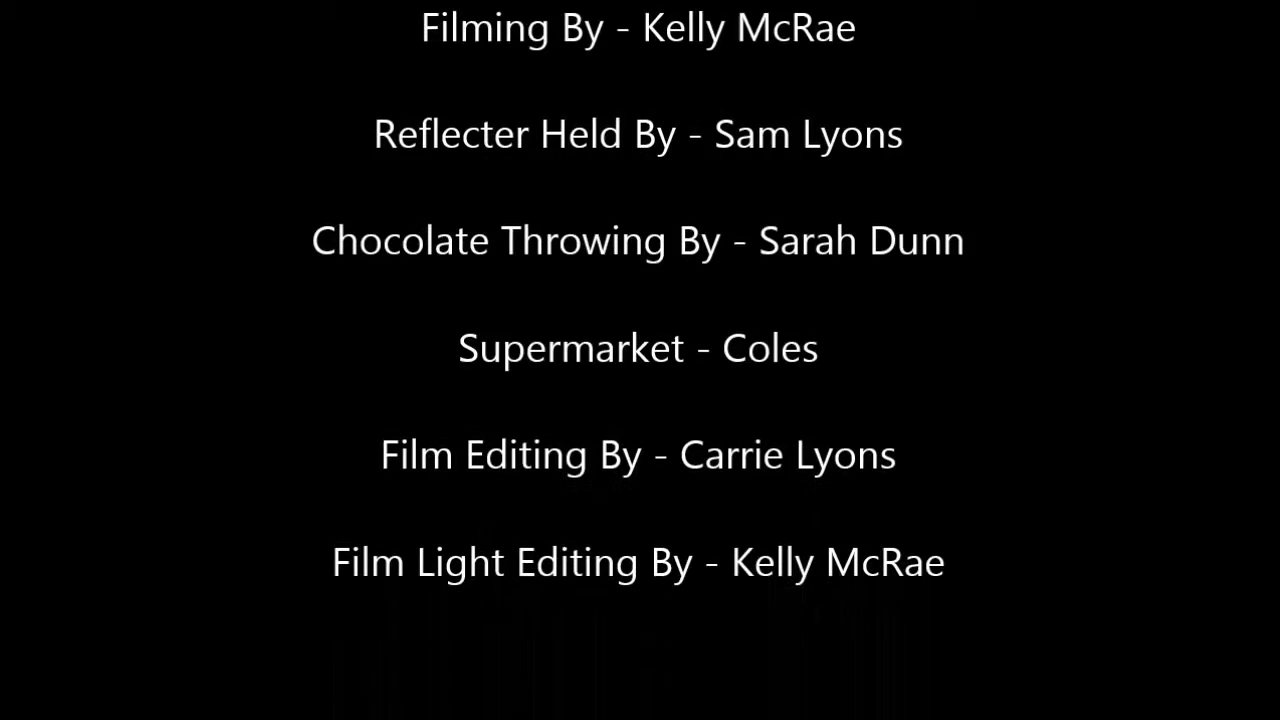 Filming By - Kelly McRae
Reflecter Held By - Sam Lyons
Chocolate Throwing By - Sarah Dunn
Supermarket - Coles
Film Editing By - Carrie Lyons
Film Light Editing By - Kelly McRae